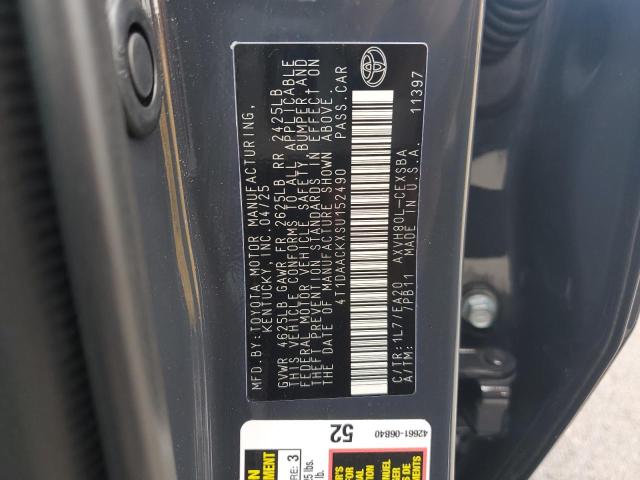 MFD.BY:TOYOTA MOTOR MANUFACTURING,
KENTUCKY, INC. 04/25
GVWR 4625LB GAWR FR 2625LB RR 2425LB
THIS VEHICLE CONFORMS TO ALL APPLICABLE
FEDERAL MOTOR VEHICLE SAFETY, BUMPER, AND
THEFT PREVENTION STANDARDS IN EFFECT ON
THE DATE OF MANUFACTURE SHOWN ABOVE.
4T1DAACKXSU152490 PASS.CAR
C/TR:1L7/EA20 AXVH80L-CEXSBA
A/TM: 7PB11 MADE IN U.S.A. 11397
52
42661-06840